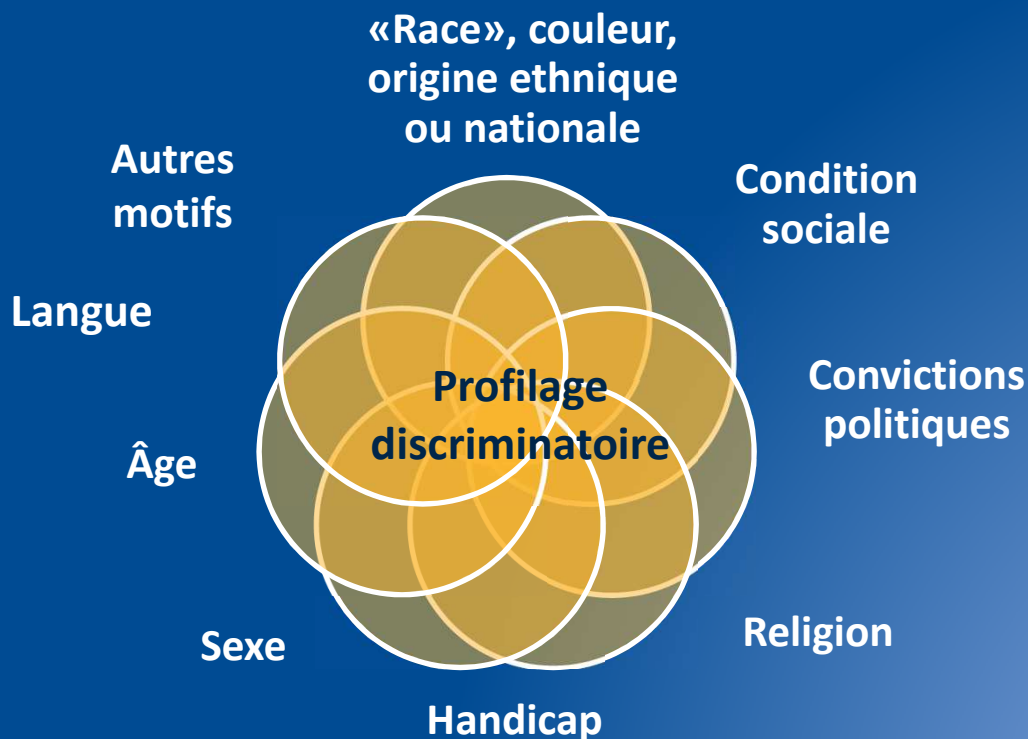 «Race», couleur,
origine ethnique
ou nationale
Autres
motifs
Condition
sociale
Langue
Convictions
politiques
Profilage
discriminatoire
Âge
Religion
Sexe
Handicap